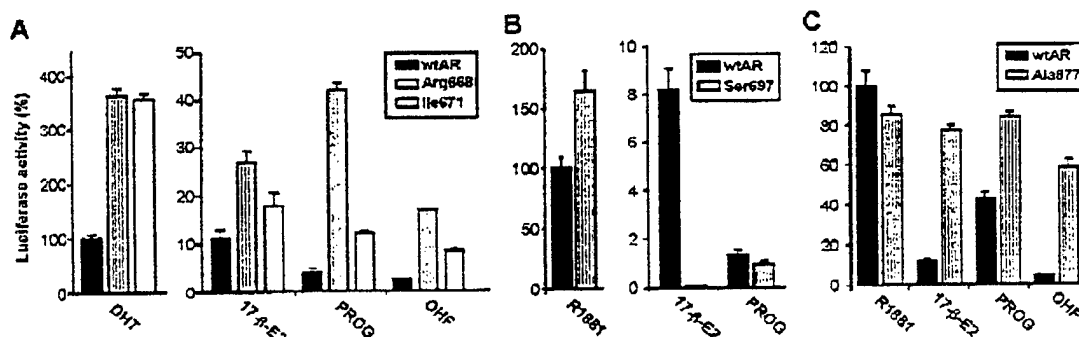 A
Luciferase activity (%)
400
300
200
100
0
DHT
50
40
30
20
10
0
17-β-E2
PROG
OHF
wtAR
Arg668
Ile671
B
200
150
100
50
0
R1881
8
6
4
2
0
17-β-E2
PROG
wtAR
Ser697
C
120
100
80
60
40
20
0
R1881
17-β-E2
PROG
OHF
wtAR
Ala877